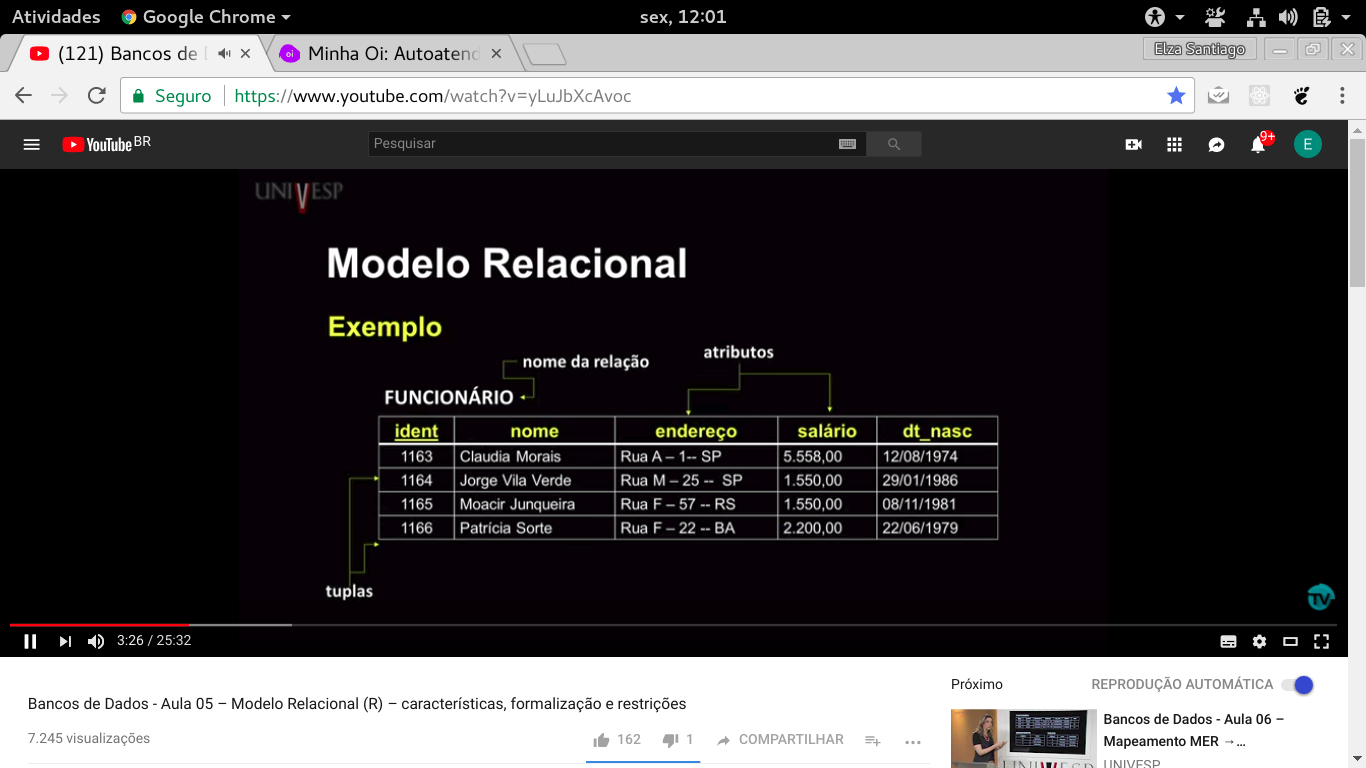 Atividades Google Chrome sex, 12:01
(121) Bancos de Minha Oi: Autoatend Elza Santiago
Seguro https://www.youtube.com/watch?v=yLuJbXcAvoc
YouTube BR Pesquisar 9+ E
UNIVESP
Modelo Relacional
Exemplo
nome da relação atributos
FUNCIONÁRIO
ident nome endereço salário dt_nasc
1163 Claudia Morais Rua A – 1-- SP 5.558,00 12/08/1974
1164 Jorge Vila Verde Rua M – 25 -- SP 1.550,00 29/01/1986
1165 Moacir Junqueira Rua F – 57 -- RS 1.550,00 08/11/1981
1166 Patrícia Sorte Rua F – 22 -- BA 2.200,00 22/06/1979
tuplas
TV
3:26 / 25:32
Próximo REPRODUÇÃO AUTOMÁTICA
Bancos de Dados - Aula 05 – Modelo Relacional (R) – características, formalização e restrições
7.245 visualizações 162 1 COMPARTILHAR
Bancos de Dados - Aula 06 –
Mapeamento MER →...
UNIVESP